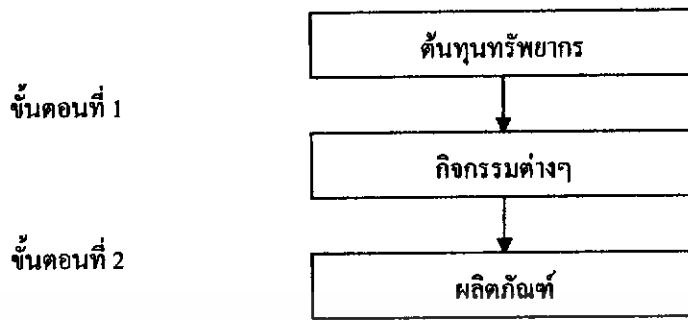 ต้นทุนทรัพยากร
ขั้นตอนที่ 1
กิจกรรมต่างๆ
ขั้นตอนที่ 2
ผลิตภัณฑ์